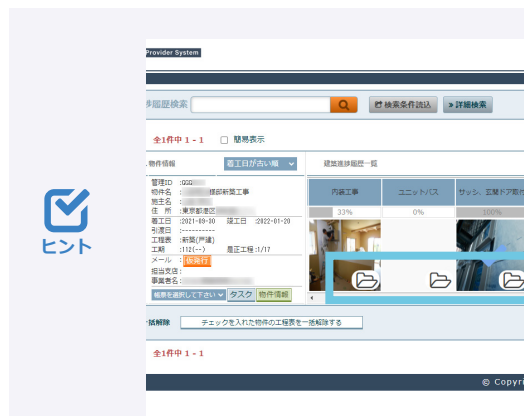 Provider System
捗履歴検索
検索条件読込
» 詳細検索
全1件中 1 - 1
簡易表示
物件情報
着工日が古い順
建築進捗履歴一覧
管理ID :QQQ
物件名 : 様邸新築工事
施主名 :
住 所 :東京都港区
着工日 :2021-09-30 竣工日 :2022-01-20
引渡日 :----------
工程表 :新築(戸建)
工期 :112(--) 是正工程 :1/17
メール : 仮発行
担当支店:
事業者名:
帳票を選択して下さい
タスク
物件情報
内装工事
ユニットバス
サッシ、玄関ドア取
33%
0%
100%
ヒント
括解除
チェックを入れた物件の工程表を一括解除する
全1件中 1 - 1
© Copyri